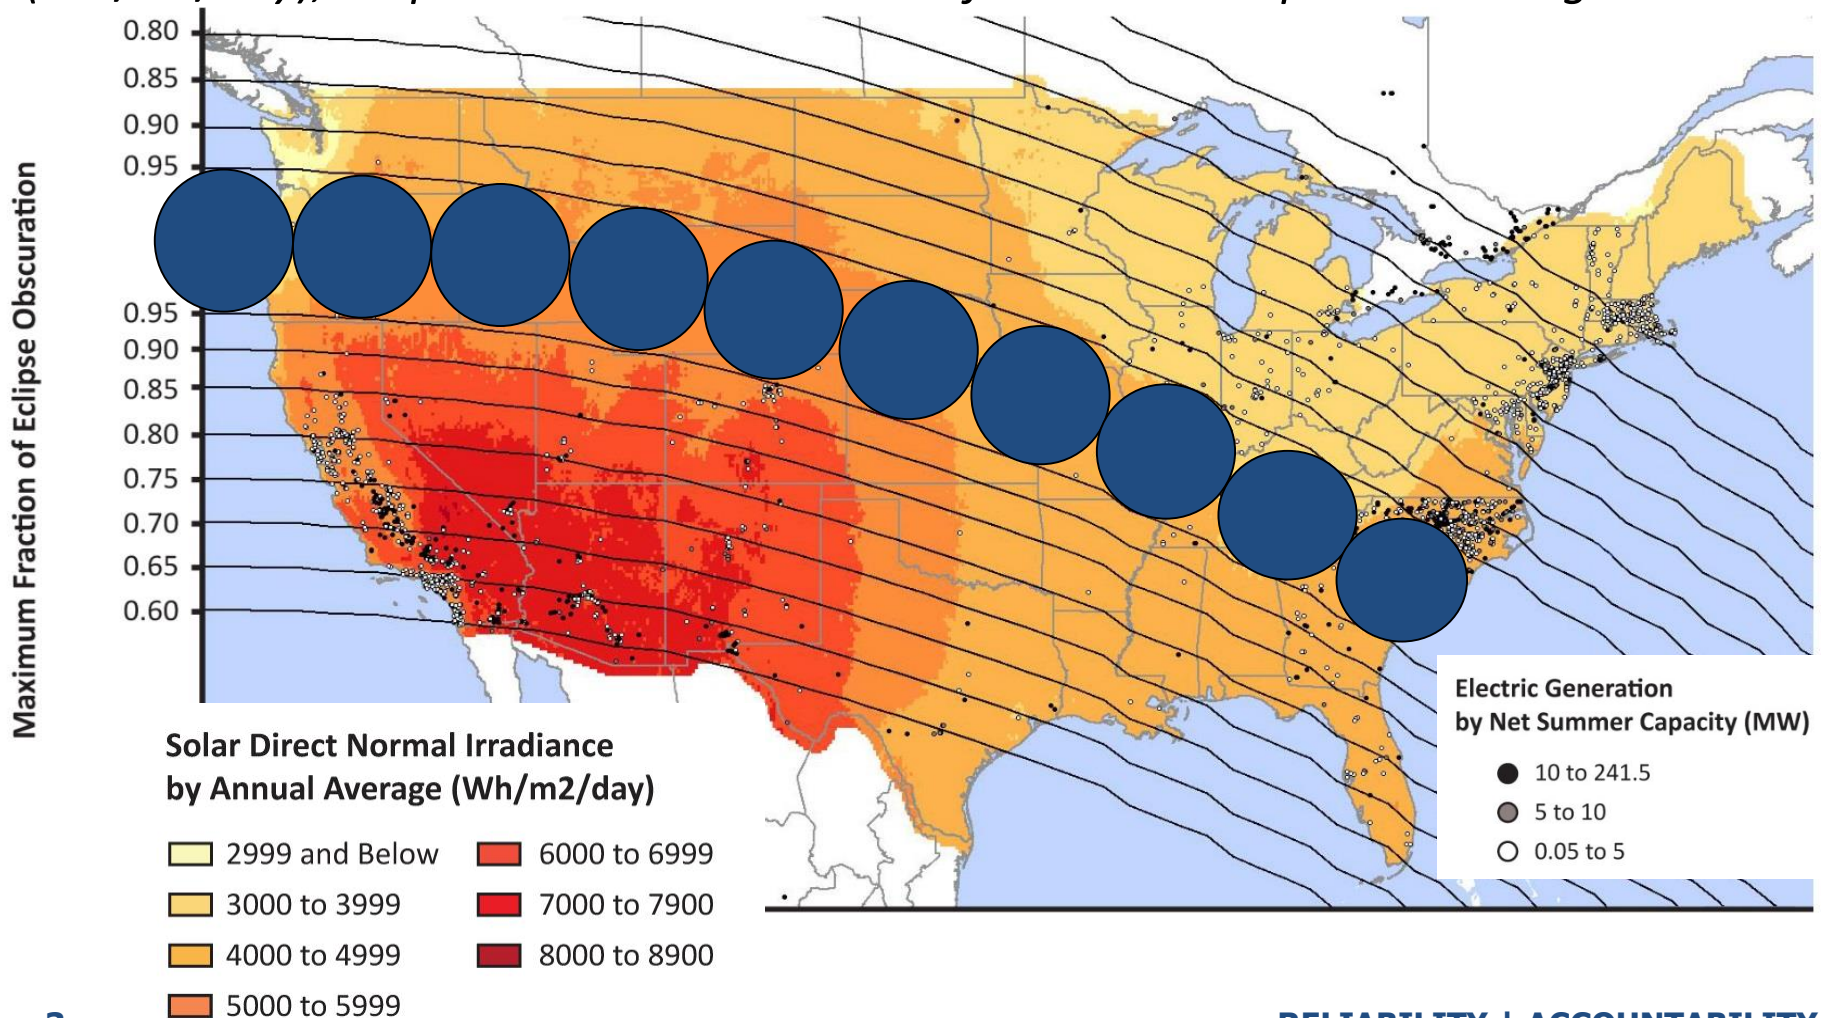 Maximum Fraction of Eclipse Obscuration
0.80
0.85
0.90
0.95
0.95
0.90
0.85
0.80
0.75
0.70
0.65
0.60
Solar Direct Normal Irradiance
by Annual Average (Wh/m2/day)
2999 and Below
3000 to 3999
4000 to 4999
5000 to 5999
6000 to 6999
7000 to 7900
8000 to 8900
Electric Generation
by Net Summer Capacity (MW)
10 to 241.5
5 to 10
0.05 to 5
RELIABILITY | ACCOUNTABILITY